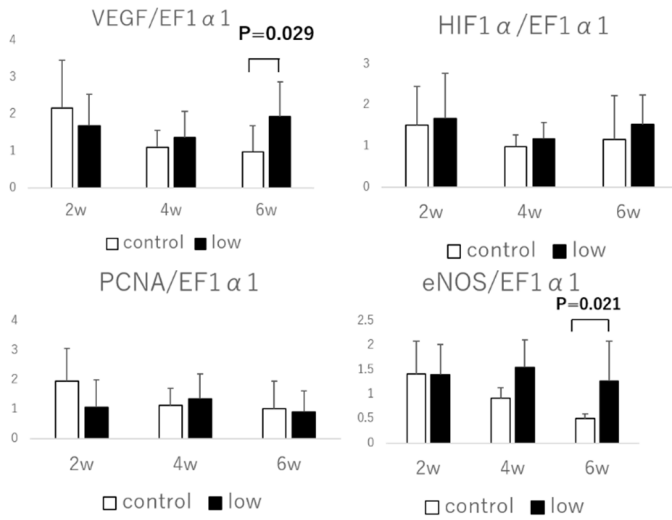 VEGF/EF1α1
P=0.029
4
3
2
1
0
2w 4w 6w
control low
HIF1α/EF1α1
3
2
1
0
2w 4w 6w
control low
PCNA/EF1α1
4
3
2
1
0
2w 4w 6w
control low
eNOS/EF1α1
P=0.021
2.5
2
1.5
1
0.5
0
2w 4w 6w
control low